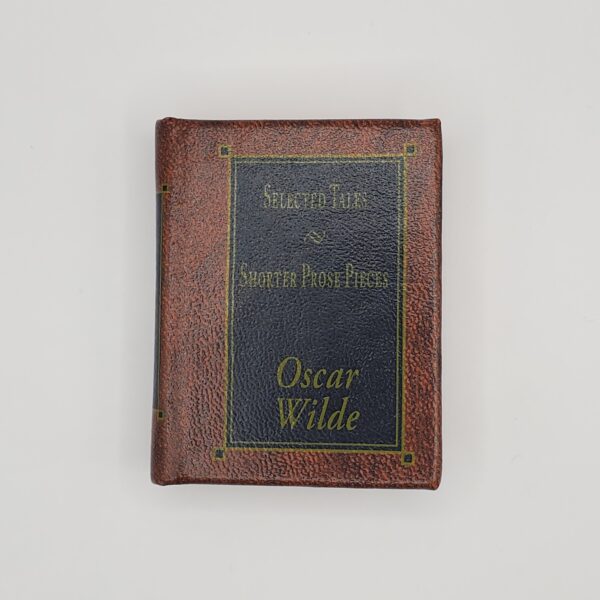 Selected Tales
~
Shorter Prose Pieces
Oscar
Wilde